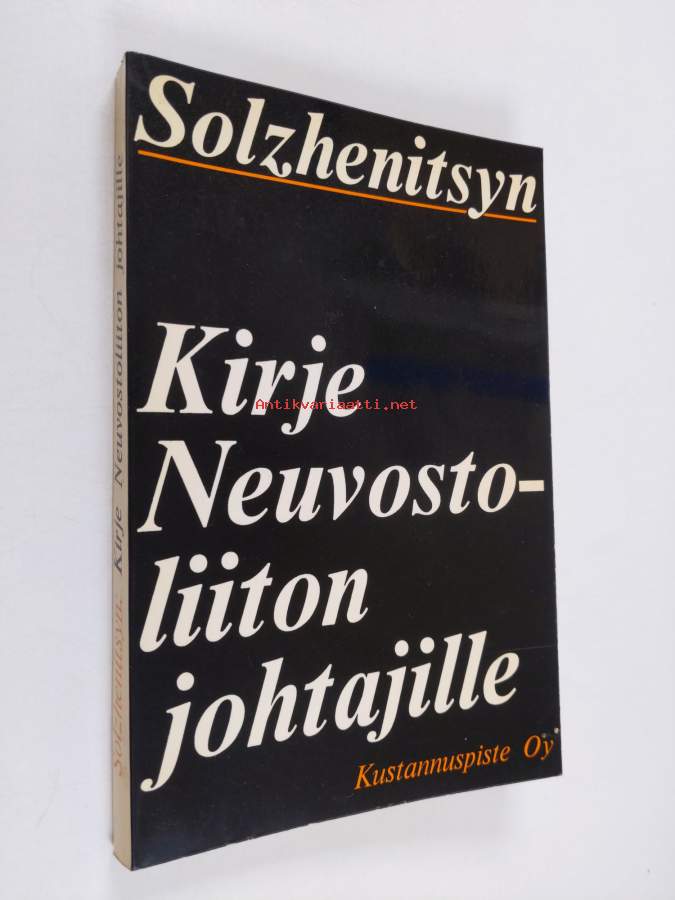 Solzhenitsyn
Kirje
Antikvariaatti.net
Neuvosto-
liiton
johtajille
Kustannuspiste Oy
Solzhenitsyn: Kirje Neuvostoliiton johtajille